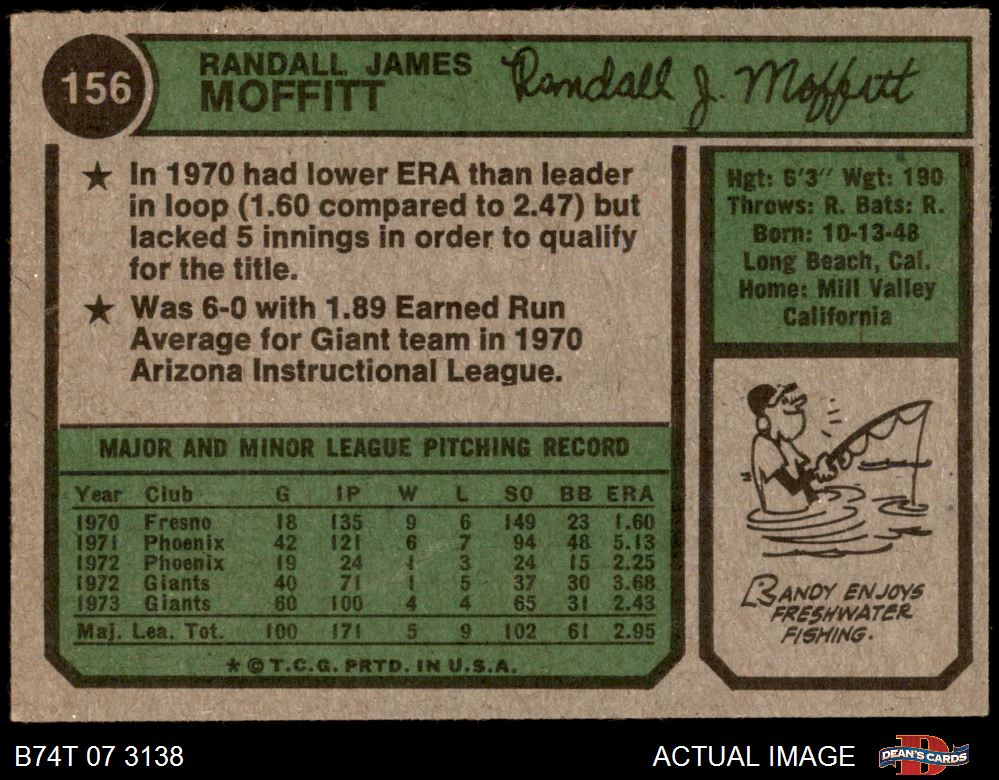 156
RANDALL JAMES
MOFFITT
Randall J. Moffitt
★ In 1970 had lower ERA than leader
in loop (1.60 compared to 2.47) but
lacked 5 innings in order to qualify
for the title.
★ Was 6-0 with 1.89 Earned Run
Average for Giant team in 1970
Arizona Instructional League.
Hgt: 6'3" Wgt: 190
Throws: R. Bats: R.
Born: 10-13-48
Long Beach, Cal.
Home: Mill Valley
California
MAJOR AND MINOR LEAGUE PITCHING RECORD
Year Club G IP W L SO BB ERA
1970 Fresno 18 135 9 6 149 23 1.60
1971 Phoenix 42 121 6 7 94 48 5.13
1972 Phoenix 19 24 1 3 24 15 2.25
1972 Giants 40 71 1 5 37 30 3.68
1973 Giants 60 100 4 4 65 31 2.43
Maj. Lea. Tot. 100 171 5 9 102 61 2.95
★ © T.C.G. PRTD. IN U.S.A.
RANDY ENJOYS
FRESHWATER
FISHING.
B74T 07 3138
ACTUAL IMAGE
DEAN'S CARDS